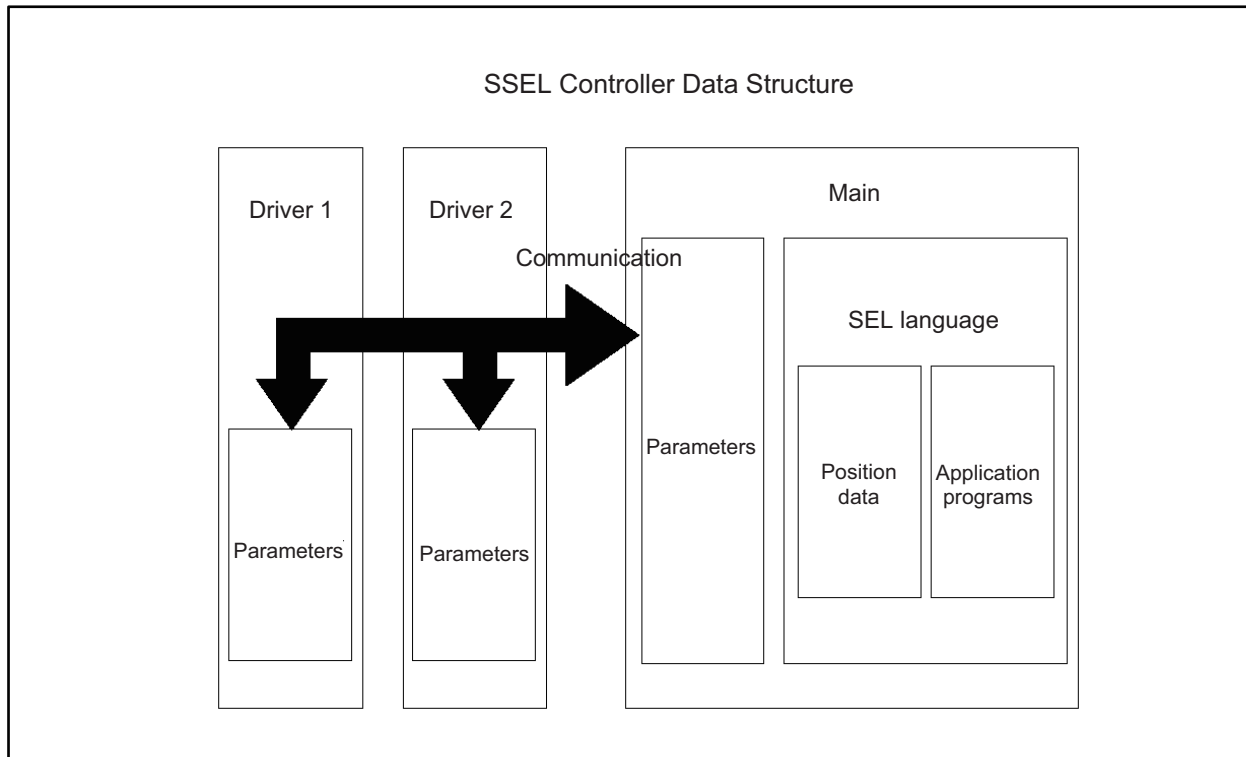 SSEL Controller Data Structure
Driver 1
Driver 2
Main
Communication
SEL language
Parameters
Position
data
Application
programs
Parameters
Parameters